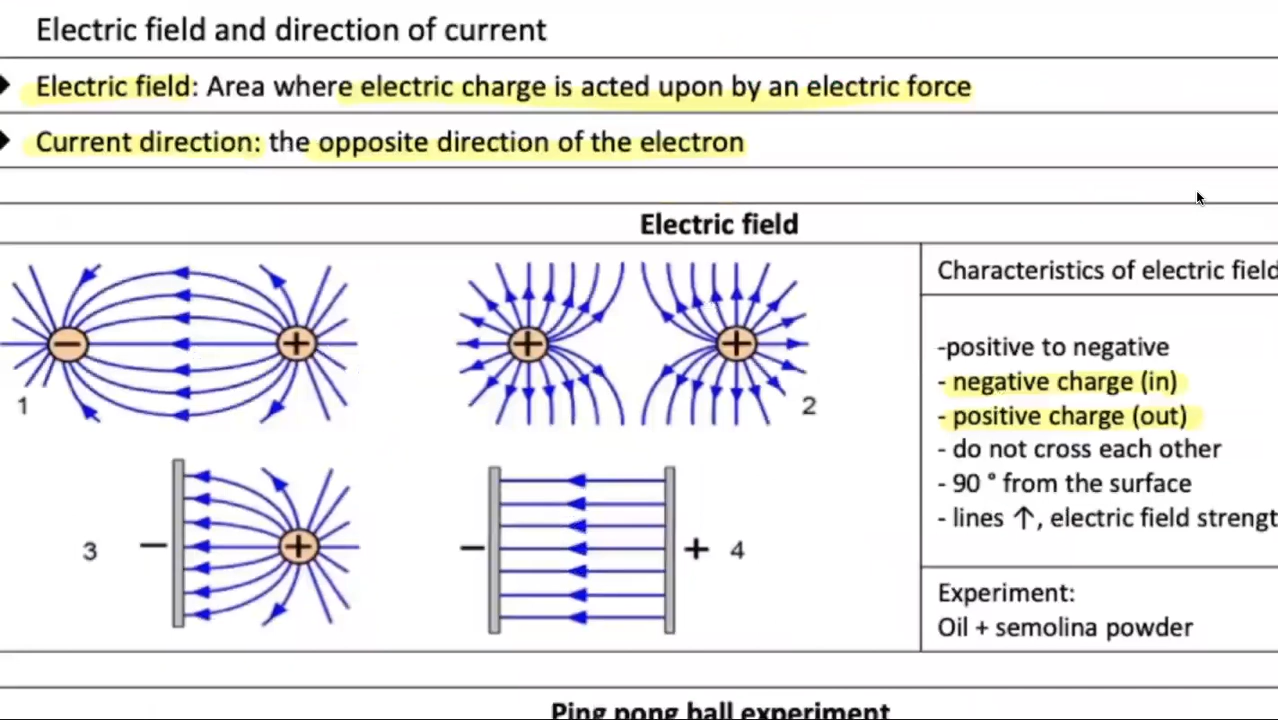 Electric field and direction of current
Electric field: Area where electric charge is acted upon by an electric force
Current direction: the opposite direction of the electron
Electric field
1
2
3
4
Characteristics of electric field
-positive to negative
- negative charge (in)
- positive charge (out)
- do not cross each other
- 90 ° from the surface
- lines ↑, electric field strengt
Experiment:
Oil + semolina powder
Ping pong ball experiment